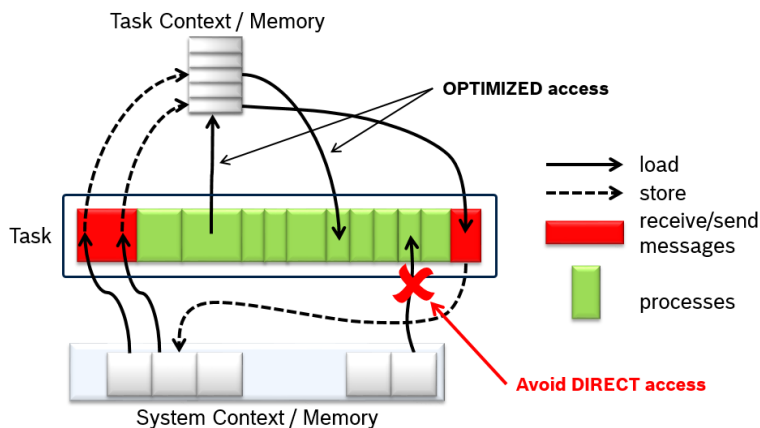 Task Context / Memory
OPTIMIZED access
load
store
receive/send
messages
Task
processes
Avoid DIRECT access
System Context / Memory